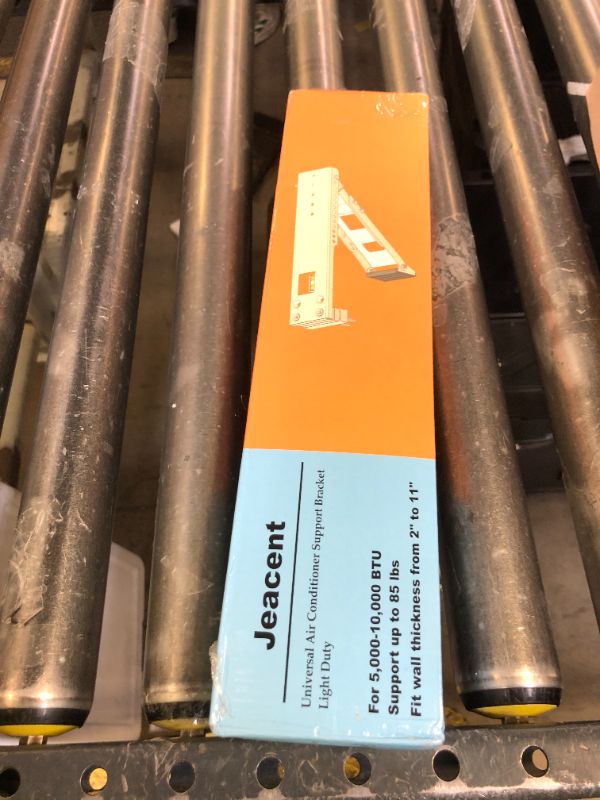 Jeacent
Universal Air Conditioner Support Bracket
Light Duty
For 5,000-10,000 BTU
Support up to 85 lbs
Fit wall thickness from 2" to 11"